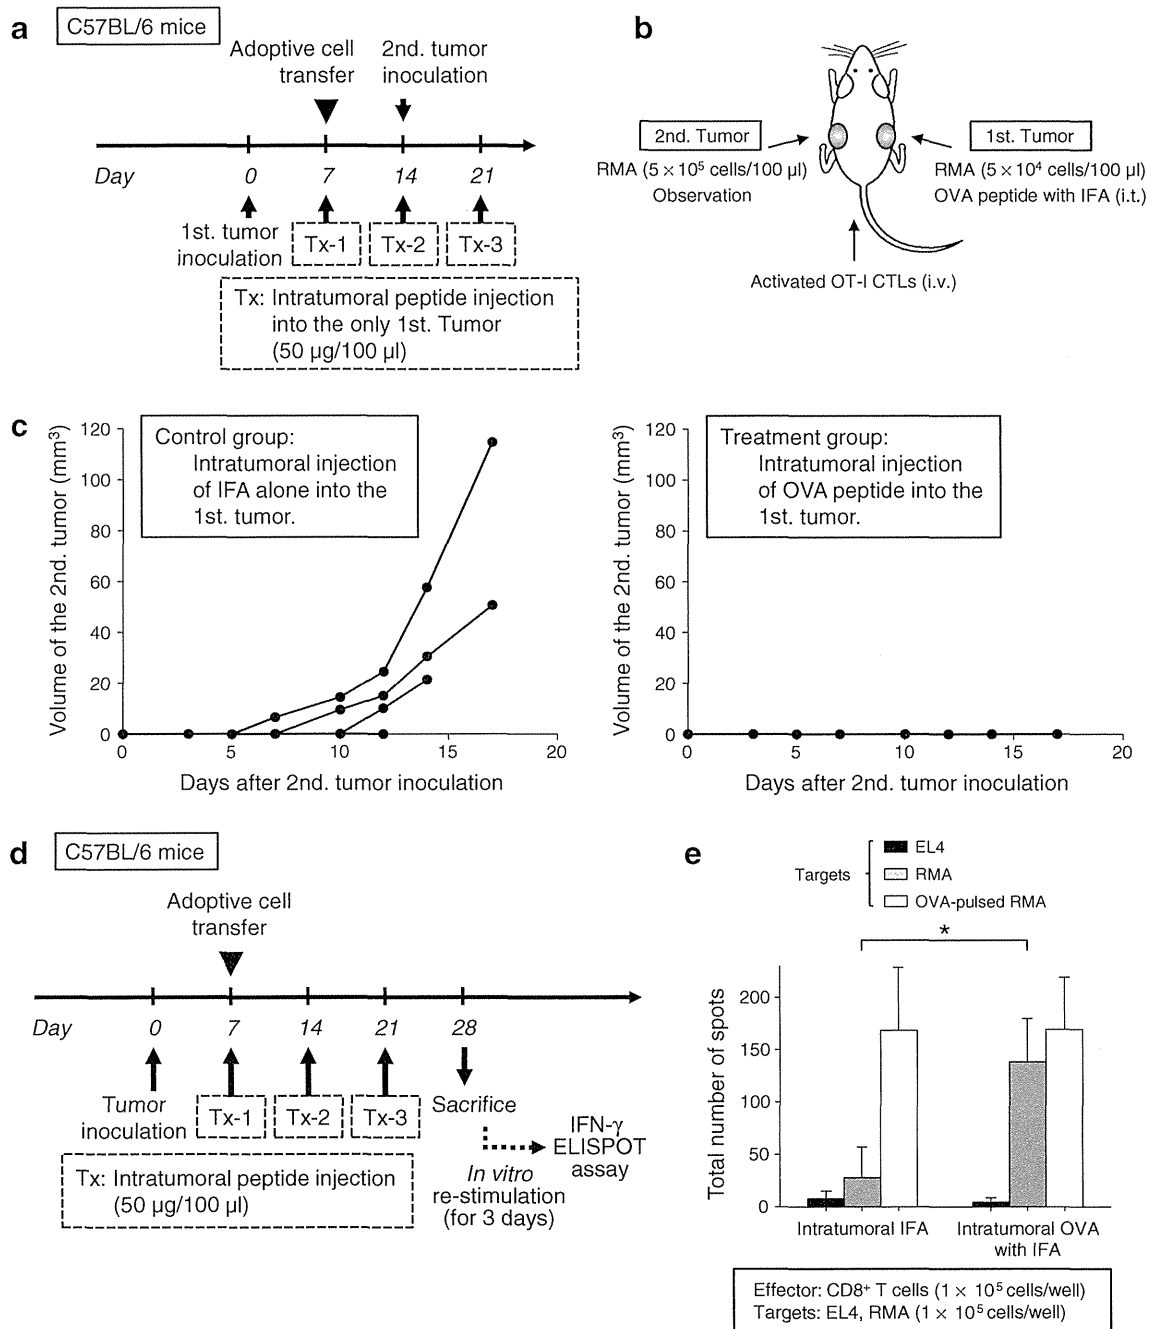 a
C57BL/6 mice
Adoptive cell
transfer
2nd. tumor
inoculation
Day 0 7 14 21
1st. tumor
inoculation
Tx-1 Tx-2 Tx-3
Tx: Intratumoral peptide injection
into the only 1st. Tumor
(50 µg/100 µl)
b
2nd. Tumor
RMA (5 × 10⁵ cells/100 µl)
Observation
1st. Tumor
RMA (5 × 10⁴ cells/100 µl)
OVA peptide with IFA (i.t.)
Activated OT-I CTLs (i.v.)
c
Volume of the 2nd. tumor (mm³)
120
100
80
60
40
20
0
Control group:
Intratumoral injection
of IFA alone into the
1st. tumor.
0 5 10 15 20
Days after 2nd. tumor inoculation
Volume of the 2nd. tumor (mm³)
120
100
80
60
40
20
0
Treatment group:
Intratumoral injection
of OVA peptide into the
1st. tumor.
0 5 10 15 20
Days after 2nd. tumor inoculation
d
C57BL/6 mice
Adoptive cell
transfer
Day 0 7 14 21 28
Tumor
inoculation
Tx-1 Tx-2 Tx-3
Sacrifice
Tx: Intratumoral peptide injection
(50 µg/100 µl)
In vitro
re-stimulation
(for 3 days)
IFN-γ
ELISPOT
assay
e
Targets
EL4
RMA
OVA-pulsed RMA
*
Total number of spots
200
150
100
50
0
Intratumoral IFA
Intratumoral OVA
with IFA
Effector: CD8⁺ T cells (1 × 10⁵ cells/well)
Targets: EL4, RMA (1 × 10⁵ cells/well)